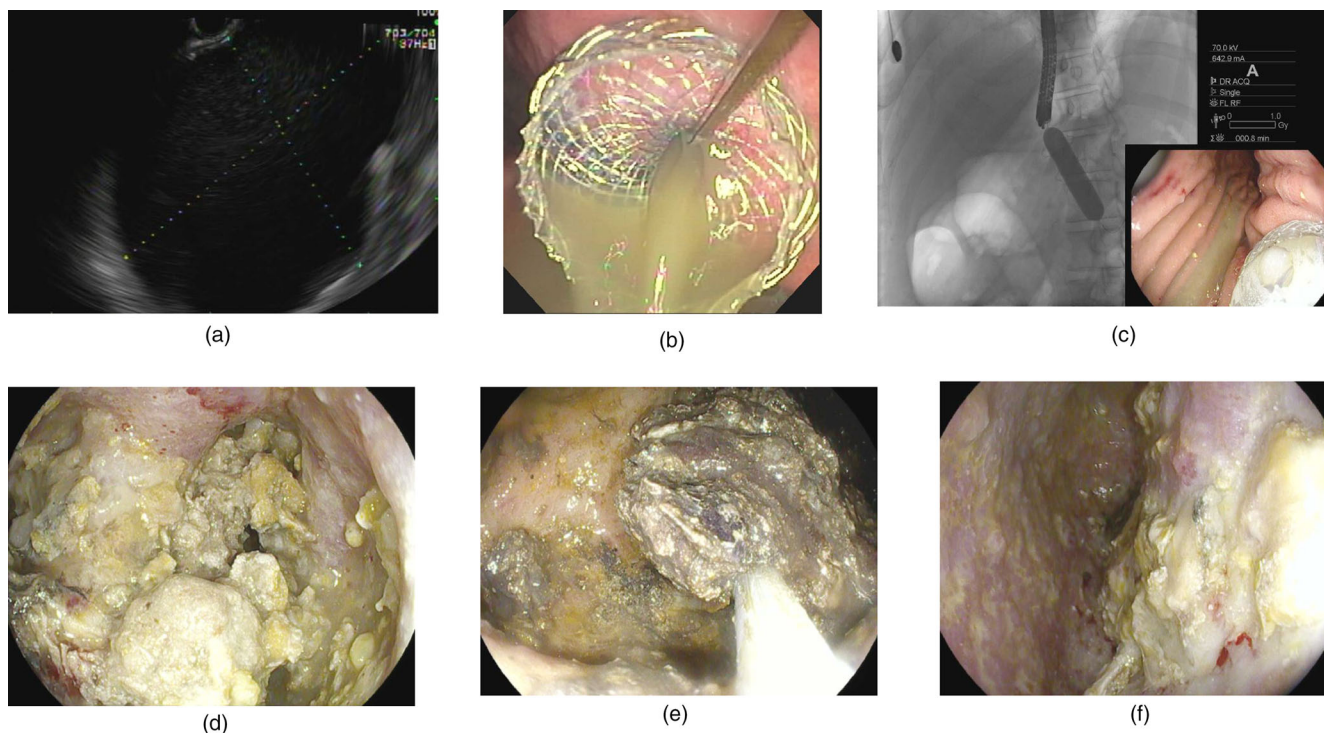 703/704
87Hz
(a)
(b)
70.0 kV
642.9 mA
A
DR ACQ
Single
FL RF
0 1.0
Gy
000.8 min
(c)
(d)
(e)
(f)